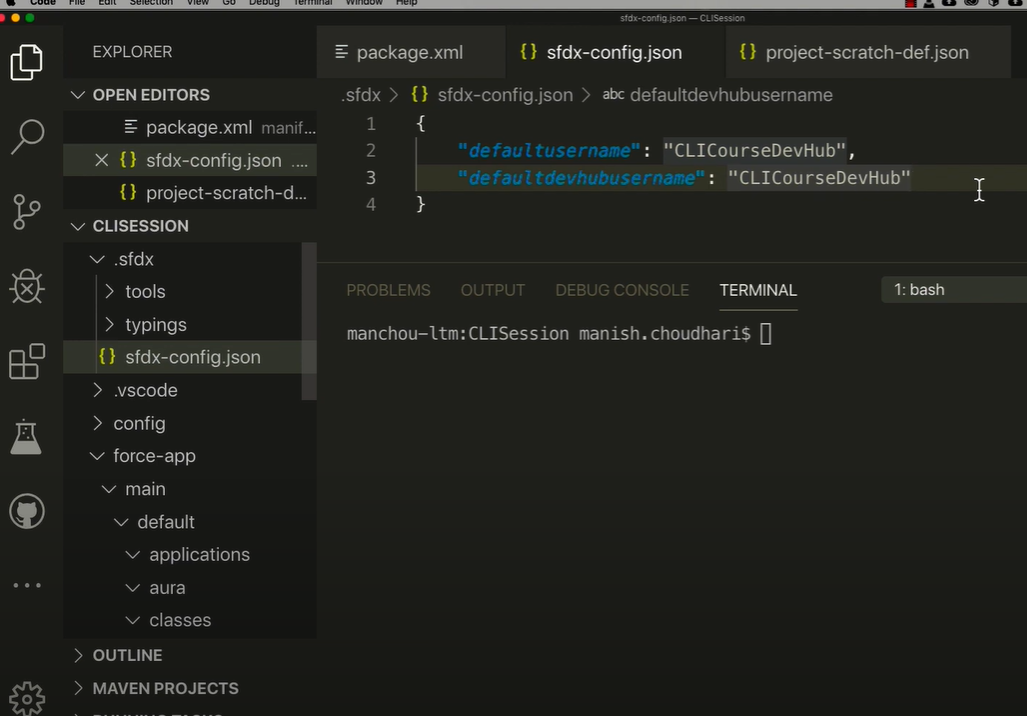 Code File Edit Selection View Go Debug Terminal Window Help
sfdx-config.json — CLISession
EXPLORER
OPEN EDITORS
package.xml manif...
sfdx-config.json ....
project-scratch-d...
CLISESSION
.sfdx
tools
typings
sfdx-config.json
.vscode
config
force-app
main
default
applications
aura
classes
OUTLINE
MAVEN PROJECTS
RUNNING TASKS
package.xml sfdx-config.json project-scratch-def.json
.sfdx > sfdx-config.json > abc defaultdevhubusername
1 {
2 "defaultusername": "CLICourseDevHub",
3 "defaultdevhubusername": "CLICourseDevHub"
4 }
PROBLEMS OUTPUT DEBUG CONSOLE TERMINAL 1: bash
manchou-ltm:CLISession manish.choudhari$